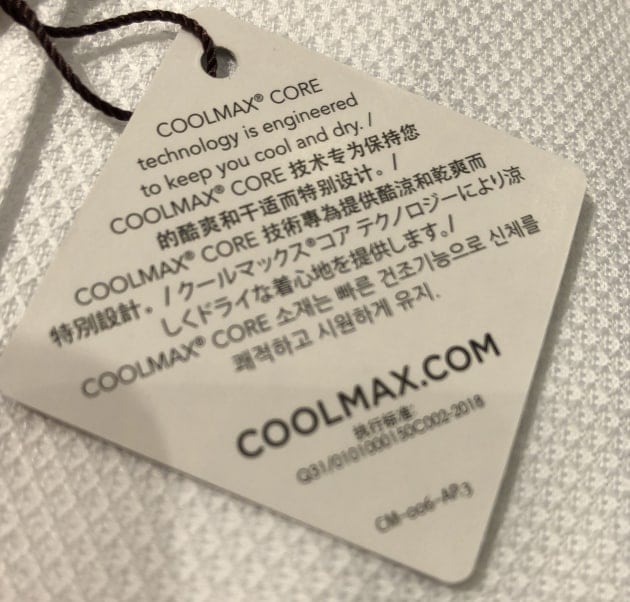 COOLMAX® CORE
technology is engineered
to keep you cool and dry. /
COOLMAX® CORE 技术专为保持您
的酷爽和干适而特别设计。 /
COOLMAX® CORE 技術專為提供酷涼和乾爽而
特別設計。 / クールマックス®コア テクノロジーにより涼
しくドライな着心地を提供します。/
COOLMAX® CORE 소재는 빠른 건조기능으로 신체를
쾌적하고 시원하게 유지.
COOLMAX.COM
执行标准:
Q31/0101000150C002-2018
CM-006-AP.3